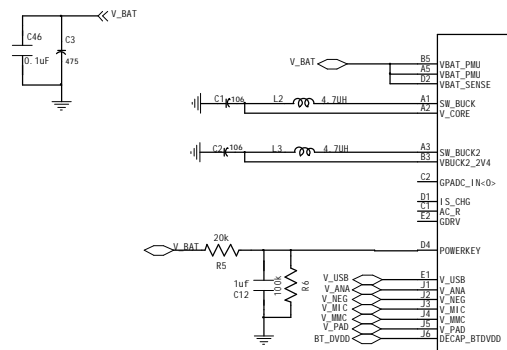 V_BAT
C46
C3
0.1uF
475
V_BAT
B5
VBAT_PMU
A5
VBAT_PMU
D2
VBAT_SENSE
C1
106
L2
4.7UH
A1
SW_BUCK
A2
V_CORE
C2
106
L3
4.7UH
A3
SW_BUCK2
B3
VBUCK2_2V4
C2
GPADC_IN<0>
D1
IS_CHG
C1
AC_R
E2
GDRV
V_BAT
20k
R5
D4
POWERKEY
1uf
C12
100k
R6
V_USB
E1
V_USB
V_ANA
J1
V_ANA
V_NEG
J2
V_NEG
V_MIC
J3
V_MIC
V_MMC
J4
V_MMC
V_PAD
J5
V_PAD
BT_DVDD
J6
DECAP_BTDVDD